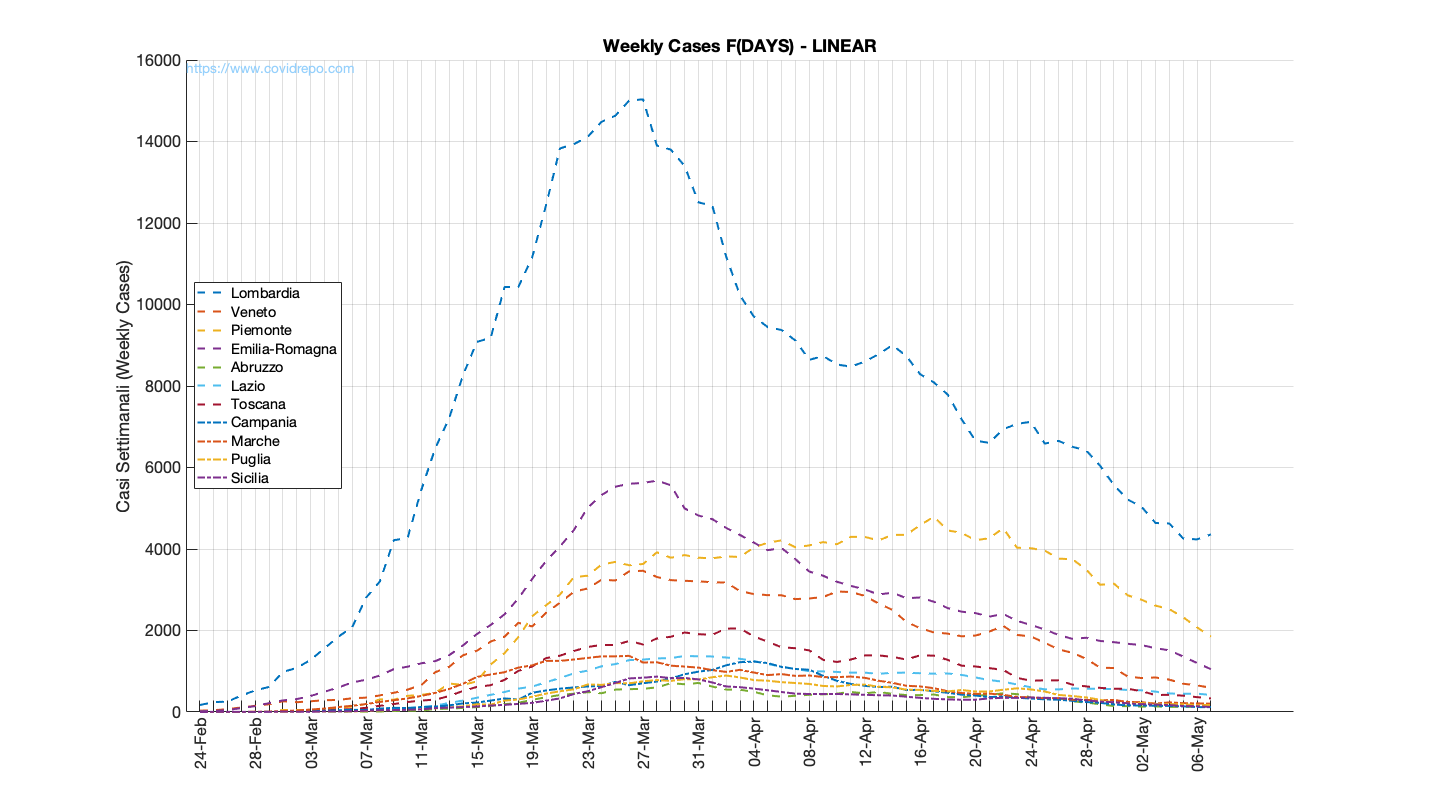 Weekly Cases F(DAYS) - LINEAR
https://www.covidrepo.com
16000
14000
12000
10000
8000
6000
4000
2000
0
Casi Settimanali (Weekly Cases)
Lombardia
Veneto
Piemonte
Emilia-Romagna
Abruzzo
Lazio
Toscana
Campania
Marche
Puglia
Sicilia
24-Feb
28-Feb
03-Mar
07-Mar
11-Mar
15-Mar
19-Mar
23-Mar
27-Mar
31-Mar
04-Apr
08-Apr
12-Apr
16-Apr
20-Apr
24-Apr
28-Apr
02-May
06-May